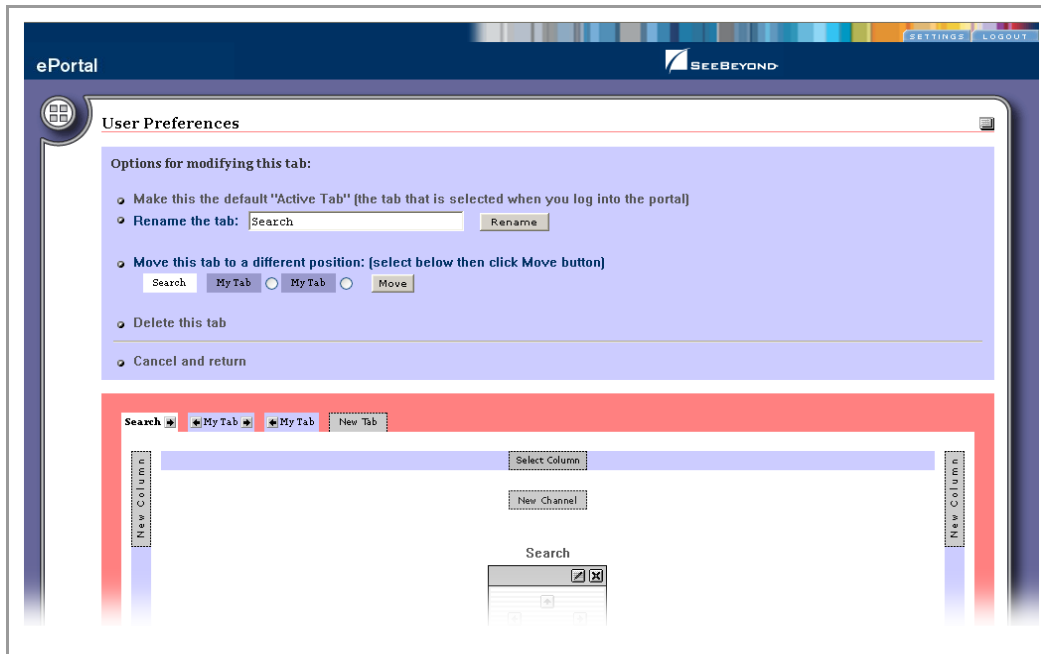 SETTINGS LOGOUT
ePortal SEEBEYOND
User Preferences
Options for modifying this tab:
Make this the default "Active Tab" (the tab that is selected when you log into the portal)
Rename the tab: Search Rename
Move this tab to a different position: (select below then click Move button)
Search My Tab My Tab Move
Delete this tab
Cancel and return
Search My Tab My Tab New Tab
Select Column
New Column New Column
New Channel
Search